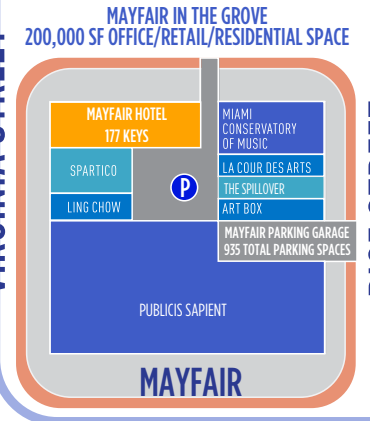 MAYFAIR IN THE GROVE
200,000 SF OFFICE/RETAIL/RESIDENTIAL SPACE
MAYFAIR HOTEL
177 KEYS
MIAMI
CONSERVATORY
OF MUSIC
SPARTICO
LA COUR DES ARTS
P
THE SPILLOVER
LING CHOW
ART BOX
MAYFAIR PARKING GARAGE
935 TOTAL PARKING SPACES
PUBLICIS SAPIENT
MAYFAIR